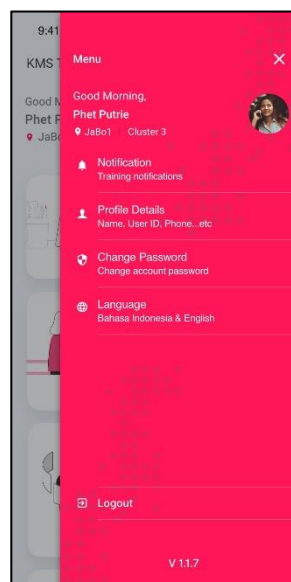 9:41
KMS T
Menu
Good M
Good Morning,
Phet P
Phet Putrie
JaBo
JaBo1 Cluster 3
Notification
Training notifications
Profile Details
Name, User ID, Phone...etc
Change Password
Change account password
Language
Bahasa Indonesia & English
Logout
V 1.1.7